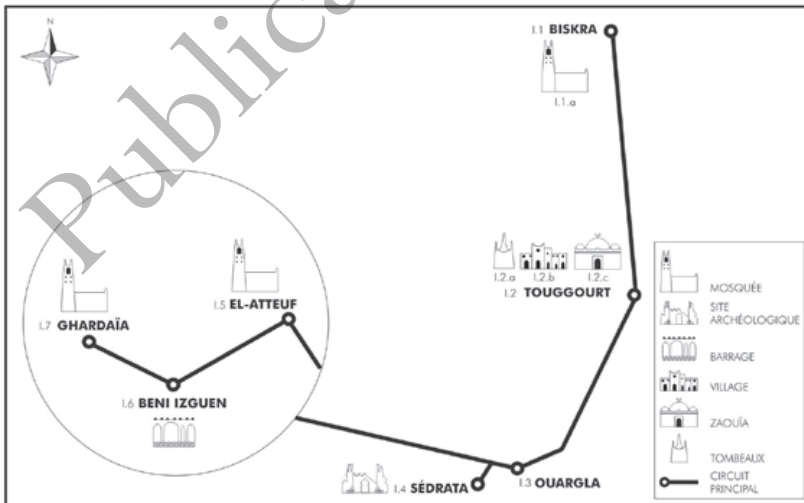 Publica
N
I.1 BISKRA
I.1.a
I.2.a
I.2.b
I.2.c
I.2 TOUGGOURT
I.5 EL-ATTEUF
I.7 GHARDAÏA
I.6 BENI IZGUEN
I.4 SÉDRATA
I.3 OUARGLA
MOSQUÉE
SITE
ARCHÉOLOGIQUE
BARRAGE
VILLAGE
ZAOUÏA
TOMBEAUX
CIRCUIT
PRINCIPAL